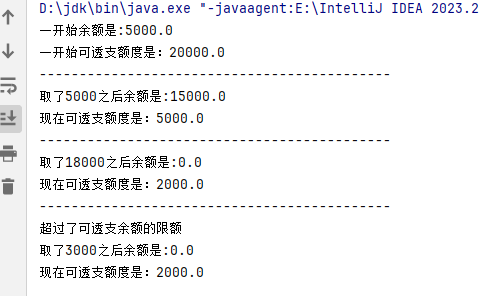 D:\jdk\bin\java.exe "-javaagent:E:\IntelliJ IDEA 2023.2
一开始余额是:5000.0
一开始可透支额度是：20000.0
--------------------------------------------
取了5000之后余额是:15000.0
现在可透支额度是：5000.0
--------------------------------------------
取了18000之后余额是:0.0
现在可透支额度是：2000.0
--------------------------------------------
超过了可透支余额的限额
取了3000之后余额是:0.0
现在可透支额度是：2000.0